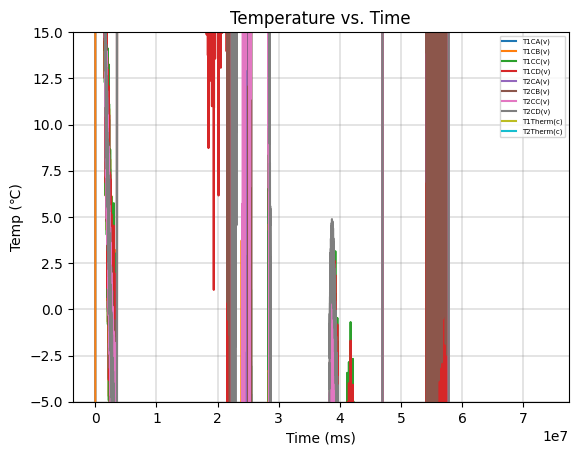 Temperature vs. Time
15.0
12.5
10.0
7.5
5.0
2.5
0.0
−2.5
−5.0
Temp (℃)
T1CA(v)
T1CB(v)
T1CC(v)
T1CD(v)
T2CA(v)
T2CB(v)
T2CC(v)
T2CD(v)
T1Therm(c)
T2Therm(c)
0 1 2 3 4 5 6 7
1e7
Time (ms)